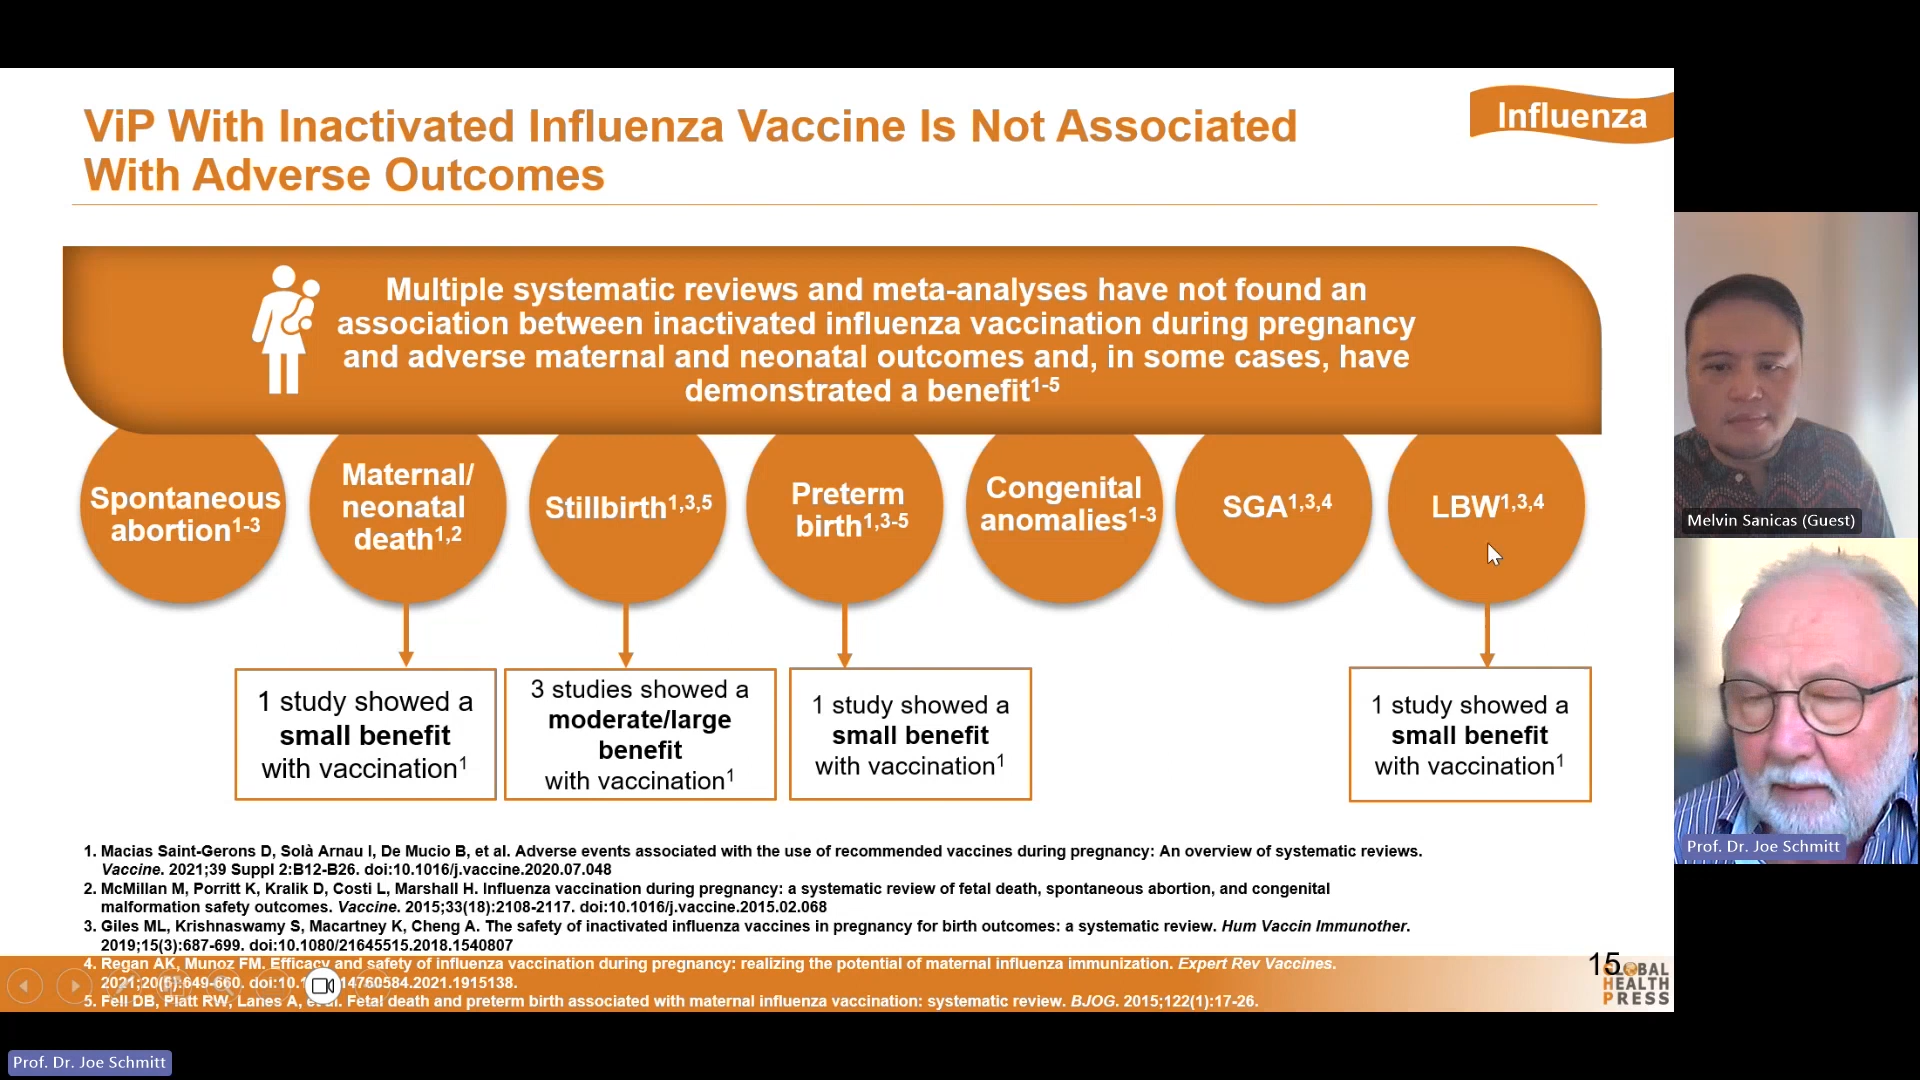 ViP With Inactivated Influenza Vaccine Is Not Associated
With Adverse Outcomes
Influenza
Multiple systematic reviews and meta-analyses have not found an
association between inactivated influenza vaccination during pregnancy
and adverse maternal and neonatal outcomes and, in some cases, have
demonstrated a benefit1-5
Spontaneous
abortion1-3
Maternal/
neonatal
death1,2
Stillbirth1,3,5
Preterm
birth1,3-5
Congenital
anomalies1-3
SGA1,3,4
LBW1,3,4
1 study showed a
small benefit
with vaccination1
3 studies showed a
moderate/large
benefit
with vaccination1
1 study showed a
small benefit
with vaccination1
1 study showed a
small benefit
with vaccination1
1. Macias Saint-Gerons D, Solà Arnau I, De Mucio B, et al. Adverse events associated with the use of recommended vaccines during pregnancy: An overview of systematic reviews.
Vaccine. 2021;39 Suppl 2:B12-B26. doi:10.1016/j.vaccine.2020.07.048
2. McMillan M, Porritt K, Kralik D, Costi L, Marshall H. Influenza vaccination during pregnancy: a systematic review of fetal death, spontaneous abortion, and congenital
malformation safety outcomes. Vaccine. 2015;33(18):2108-2117. doi:10.1016/j.vaccine.2015.02.068
3. Giles ML, Krishnaswamy S, Macartney K, Cheng A. The safety of inactivated influenza vaccines in pregnancy for birth outcomes: a systematic review. Hum Vaccin Immunother.
2019;15(3):687-699. doi:10.1080/21645515.2018.1540807
4. Regan AK, Munoz FM. Efficacy and safety of influenza vaccination during pregnancy: realizing the potential of maternal influenza immunization. Expert Rev Vaccines.
2021;20(6):649-660. 14760584.2021.1915138.
5. Fell DB, Platt RW, Lanes A, et al. Fetal death and preterm birth associated with maternal influenza vaccination: systematic review. BJOG. 2015;122(1):17-26.
15
GLOBAL
HEALTH
PRESS
Melvin Sanicas (Guest)
Prof. Dr. Joe Schmitt
Prof. Dr. Joe Schmitt